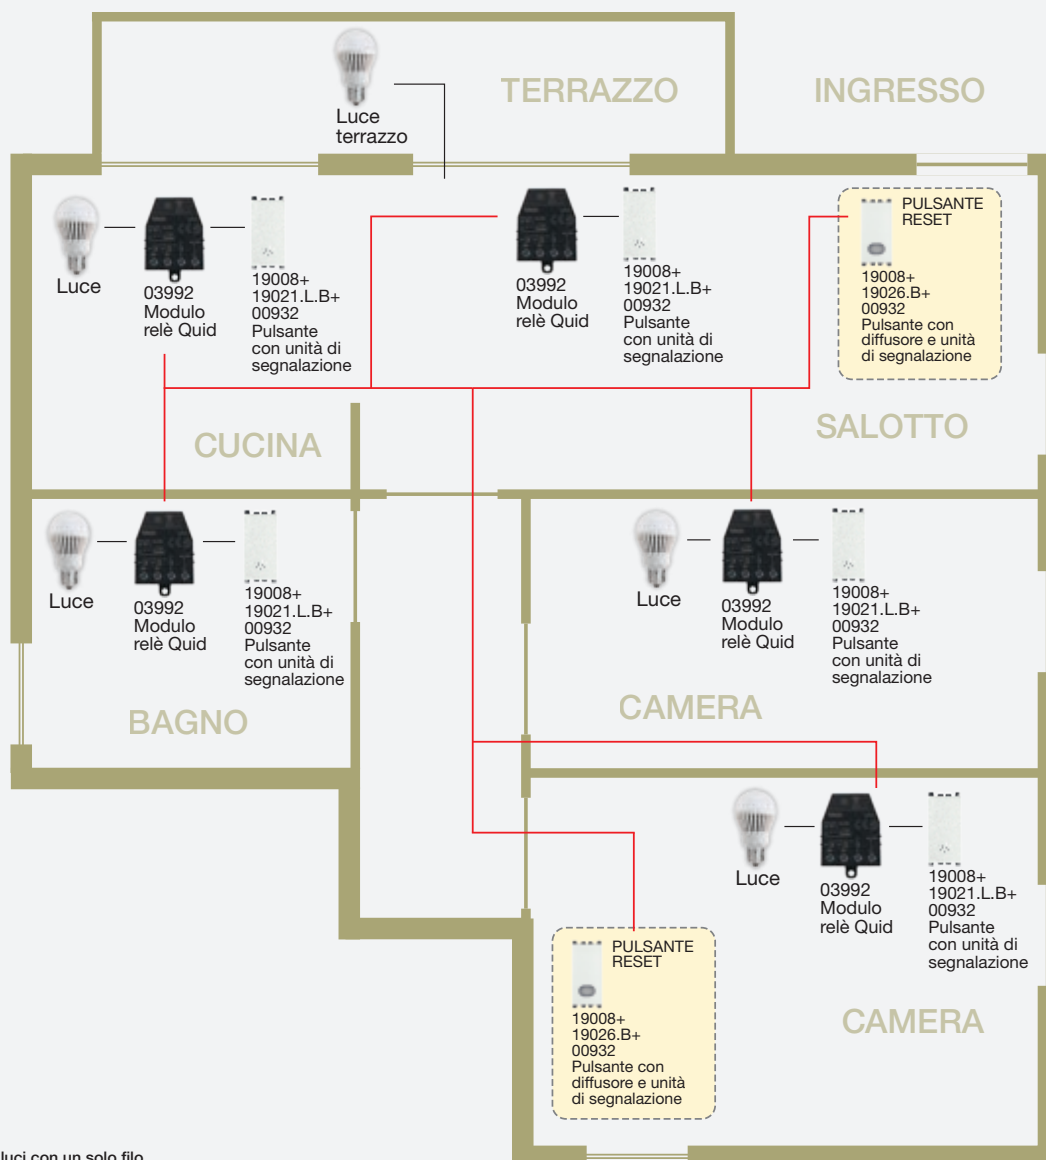 TERRAZZO
INGRESSO
Luce
terrazzo
Luce
03992
Modulo
relè Quid
19008+
19021.L.B+
00932
Pulsante
con unità di
segnalazione
03992
Modulo
relè Quid
19008+
19021.L.B+
00932
Pulsante
con unità di
segnalazione
PULSANTE
RESET
19008+
19026.B+
00932
Pulsante con
diffusore e unità
di segnalazione
CUCINA
SALOTTO
Luce
03992
Modulo
relè Quid
19008+
19021.L.B+
00932
Pulsante
con unità di
segnalazione
BAGNO
Luce
03992
Modulo
relè Quid
19008+
19021.L.B+
00932
Pulsante
con unità di
segnalazione
CAMERA
Luce
03992
Modulo
relè Quid
19008+
19021.L.B+
00932
Pulsante
con unità di
segnalazione
CAMERA
PULSANTE
RESET
19008+
19026.B+
00932
Pulsante con
diffusore e unità
di segnalazione
luci con un solo filo